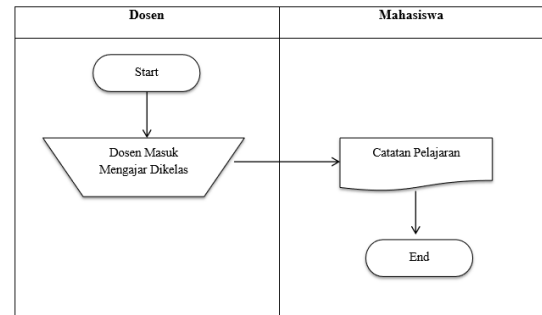 Dosen
Mahasiswa
Start
Dosen Masuk
Mengajar Dikelas
Catatan Pelajaran
End